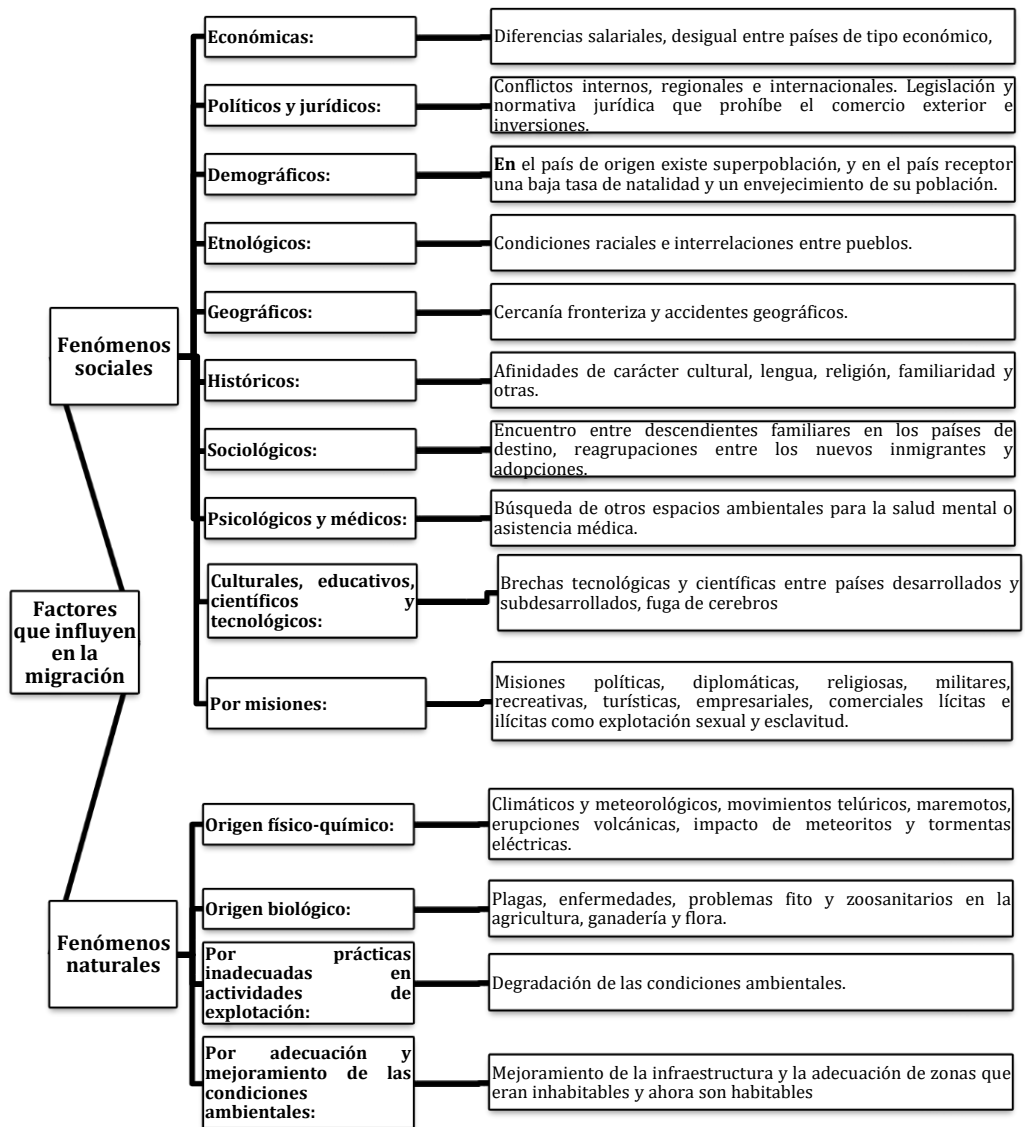 Factores
que influyen
en la
migración
Fenómenos
sociales
Económicas:
Diferencias salariales, desigual entre países de tipo económico,
Políticos y jurídicos:
Conflictos internos, regionales e internacionales. Legislación y
normativa jurídica que prohíbe el comercio exterior e
inversiones.
Demográficos:
En el país de origen existe superpoblación, y en el país receptor
una baja tasa de natalidad y un envejecimiento de su población.
Etnológicos:
Condiciones raciales e interrelaciones entre pueblos.
Geográficos:
Cercanía fronteriza y accidentes geográficos.
Históricos:
Afinidades de carácter cultural, lengua, religión, familiaridad y
otras.
Sociológicos:
Encuentro entre descendientes familiares en los países de
destino, reagrupaciones entre los nuevos inmigrantes y
adopciones.
Psicológicos y médicos:
Búsqueda de otros espacios ambientales para la salud mental o
asistencia médica.
Culturales, educativos,
científicos y
tecnológicos:
Brechas tecnológicas y científicas entre países desarrollados y
subdesarrollados, fuga de cerebros
Por misiones:
Misiones políticas, diplomáticas, religiosas, militares,
recreativas, turísticas, empresariales, comerciales lícitas e
ilícitas como explotación sexual y esclavitud.
Fenómenos
naturales
Origen físico-químico:
Climáticos y meteorológicos, movimientos telúricos, maremotos,
erupciones volcánicas, impacto de meteoritos y tormentas
eléctricas.
Origen biológico:
Plagas, enfermedades, problemas fito y zoosanitarios en la
agricultura, ganadería y flora.
Por prácticas
inadecuadas en
actividades de
explotación:
Degradación de las condiciones ambientales.
Por adecuación y
mejoramiento de las
condiciones
ambientales:
Mejoramiento de la infraestructura y la adecuación de zonas que
eran inhabitables y ahora son habitables